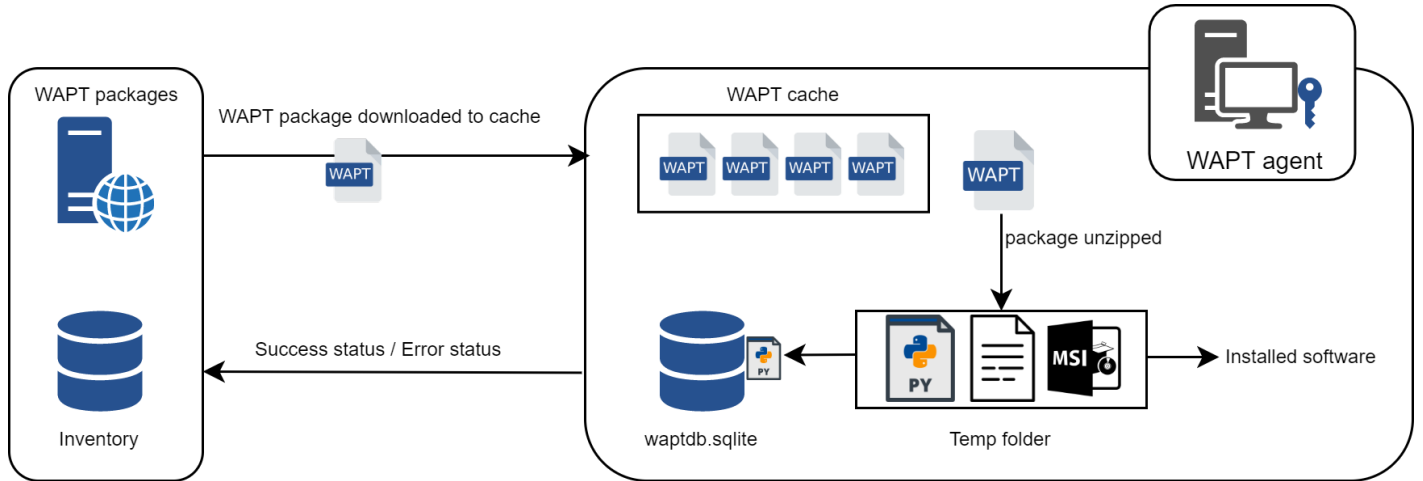 WAPT packages
WAPT package downloaded to cache
WAPT
WAPT cache
WAPT
WAPT
WAPT
WAPT
WAPT
WAPT agent
package unzipped
Success status / Error status
PY
PY
MSI
Installed software
Inventory
waptdb.sqlite
Temp folder